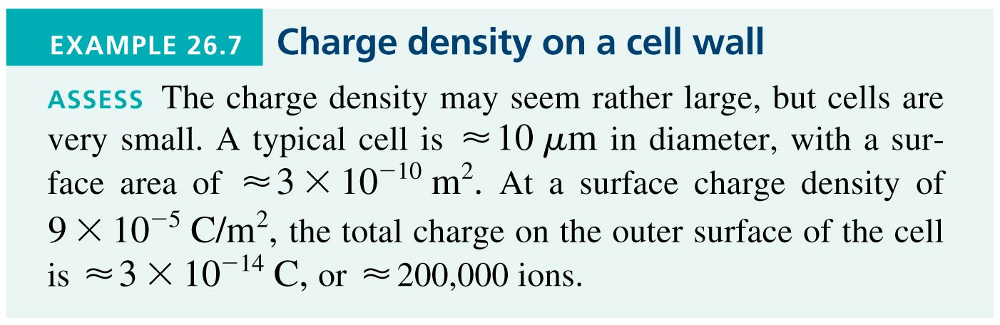 EXAMPLE 26.7 Charge density on a cell wall
ASSESS The charge density may seem rather large, but cells are
very small. A typical cell is ≈10 μm in diameter, with a sur-
face area of ≈3 × 10⁻¹⁰ m². At a surface charge density of
9 × 10⁻⁵ C/m², the total charge on the outer surface of the cell
is ≈3 × 10⁻¹⁴ C, or ≈200,000 ions.